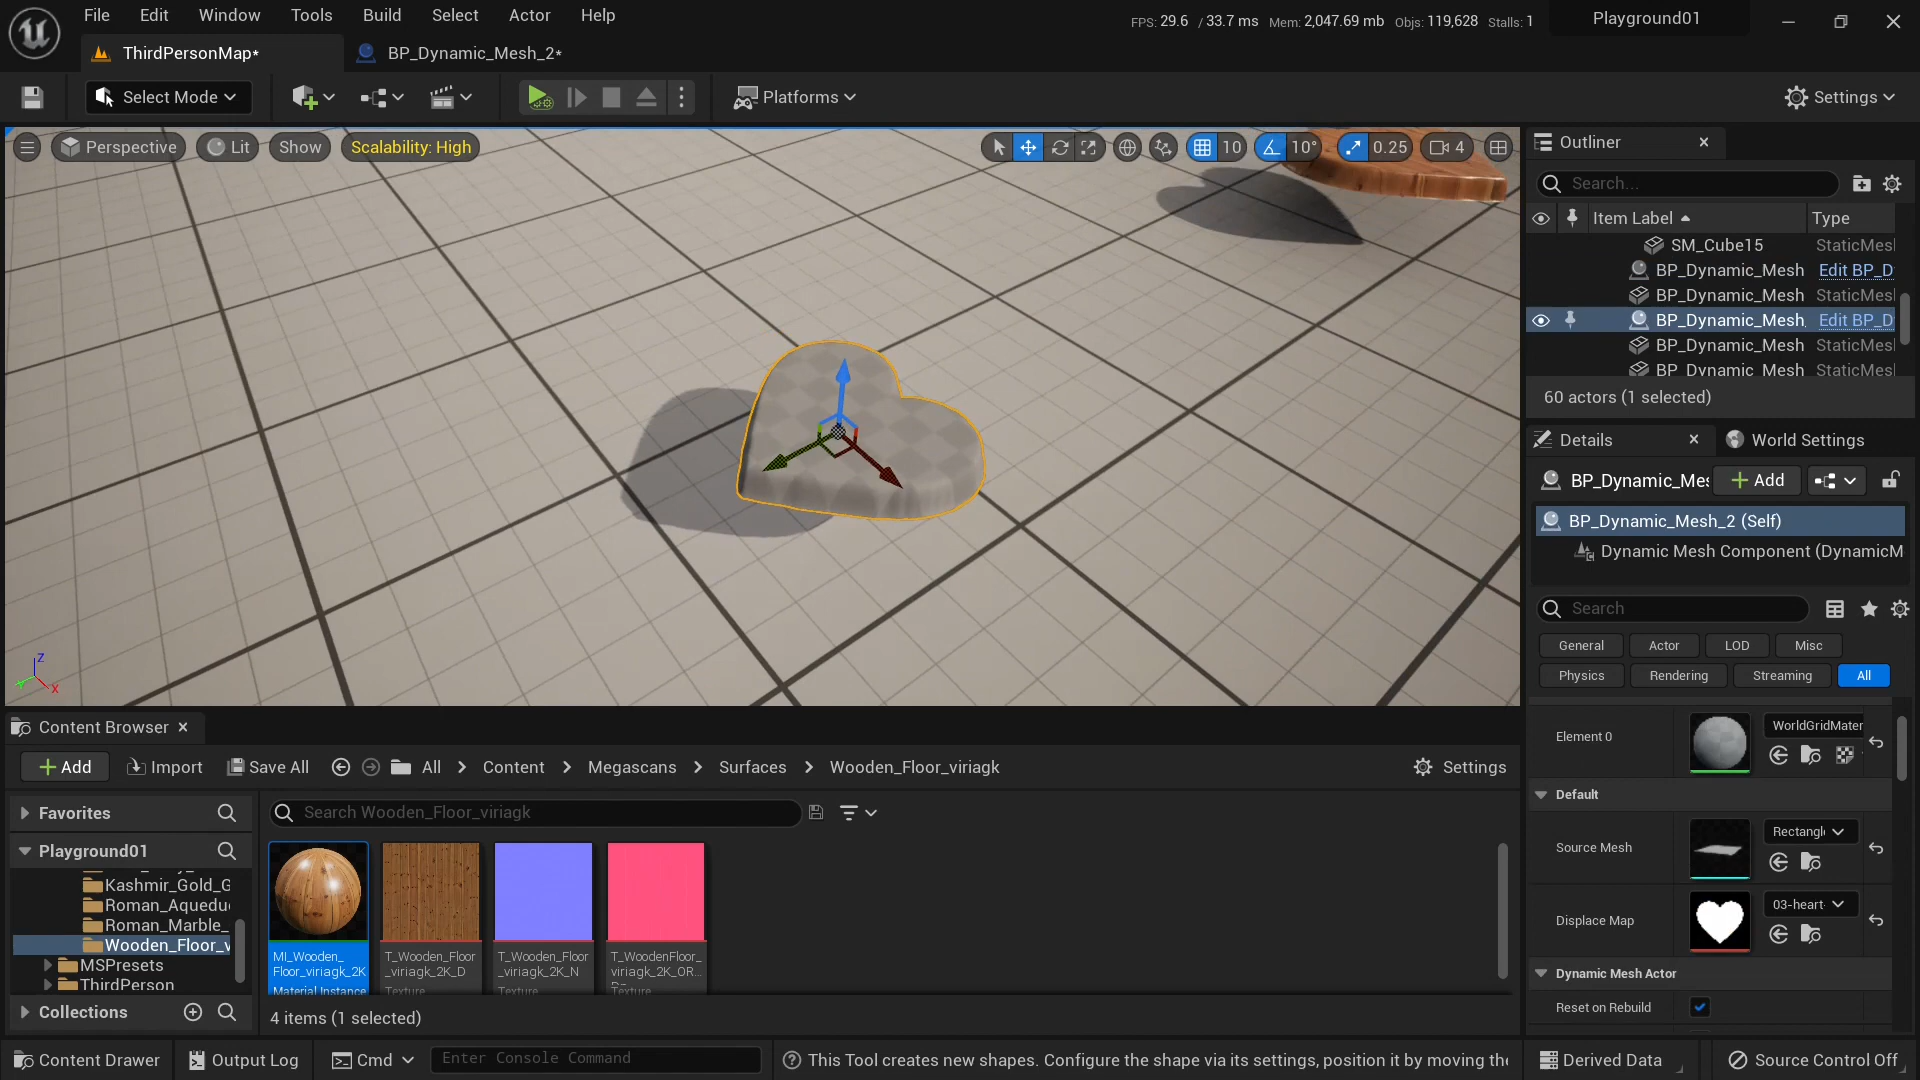 File Edit Window Tools Build Select Actor Help
FPS: 29.6 / 33.7 ms Mem: 2,047.69 mb Objs: 119,628 Stalls: 1
Playground01
ThirdPersonMap*
BP_Dynamic_Mesh_2*
Select Mode
Platforms
Settings
Perspective
Lit
Show
Scalability: High
10
10°
0.25
4
Outliner
Search...
Item Label
Type
SM_Cube15 StaticMesl
BP_Dynamic_Mesh Edit BP_D
BP_Dynamic_Mesh StaticMesl
BP_Dynamic_Mesh Edit BP_D
BP_Dynamic_Mesh StaticMesl
BP_Dynamic_Mesh StaticMesl
60 actors (1 selected)
Details
World Settings
BP_Dynamic_Mes
Add
BP_Dynamic_Mesh_2 (Self)
Dynamic Mesh Component (DynamicM
Search
General Actor LOD Misc
Physics Rendering Streaming All
Element 0
WorldGridMater
Default
Source Mesh
Rectangl
Displace Map
03-heart-
Dynamic Mesh Actor
Reset on Rebuild
Z
X
Content Browser
Add
Import
Save All
All > Content > Megascans > Surfaces > Wooden_Floor_viriagk
Settings
Favorites
Playground01
Kashmir_Gold_G
Roman_Aquedu
Roman_Marble_
Wooden_Floor_v
MSPresets
ThirdPerson
Collections
Search Wooden_Floor_viriagk
MI_Wooden_
Floor_viriagk_2K
Material Instance
T_Wooden_Floor
_viriagk_2K_D
Texture
T_Wooden_Floor
_viriagk_2K_N
Texture
T_WoodenFloor_
viriagk_2K_OR...
Texture
4 items (1 selected)
Content Drawer
Output Log
Cmd
Enter Console Command
This Tool creates new shapes. Configure the shape via its settings, position it by moving the
Derived Data
Source Control Off